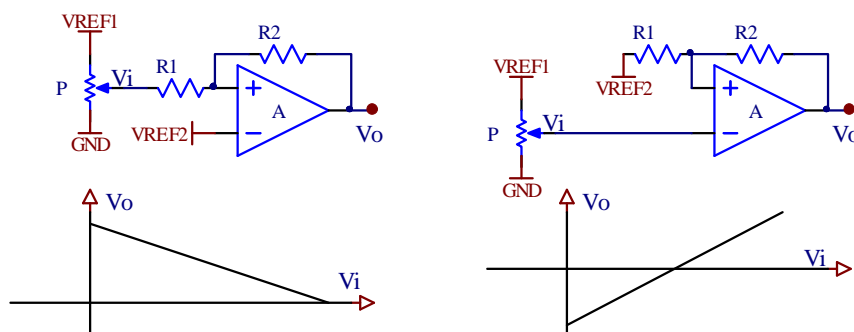 VREF1
R1
R2
P
Vi
+
A
−
VREF2
Vo
GND
Vo
Vi
R1
R2
VREF1
VREF2
+
A
P
Vi
−
Vo
GND
Vo
Vi